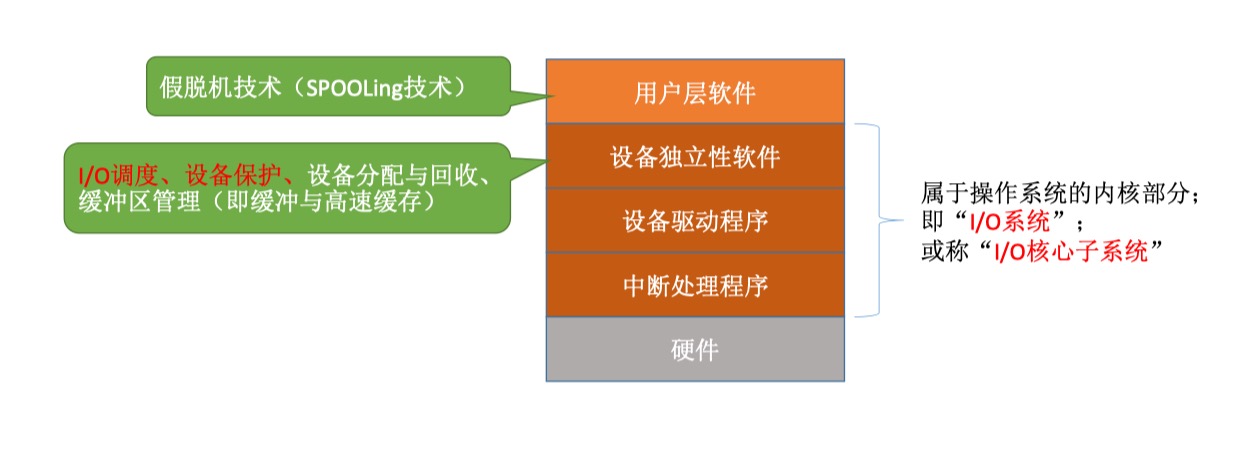 假脱机技术（SPOOLing技术）
用户层软件
I/O调度、设备保护、设备分配与回收、
缓冲区管理（即缓冲与高速缓存）
设备独立性软件
设备驱动程序
中断处理程序
硬件
属于操作系统的内核部分；
即“I/O系统”；
或称“I/O核心子系统”